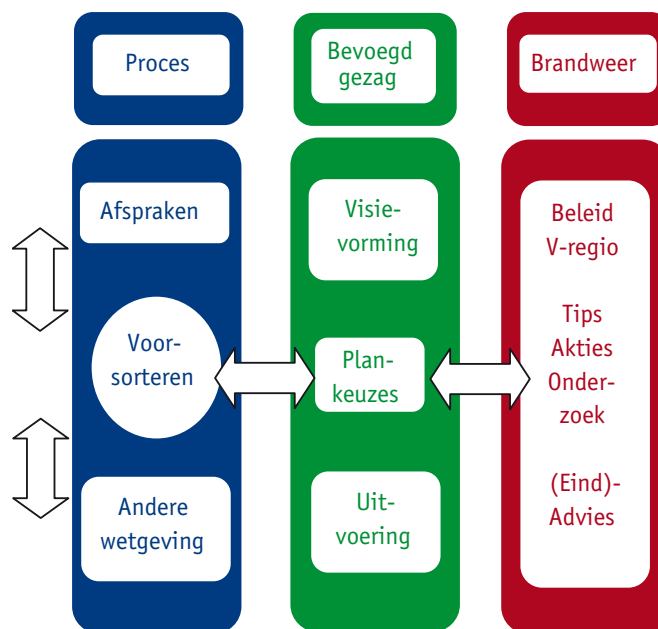 Proces
Bevoegd
gezag
Brandweer
Afspraken
Voor-
sorteren
Andere
wetgeving
Visie-
vorming
Plan-
keuzes
Uit-
voering
Beleid
V-regio
Tips
Akties
Onder-
zoek
(Eind)-
Advies